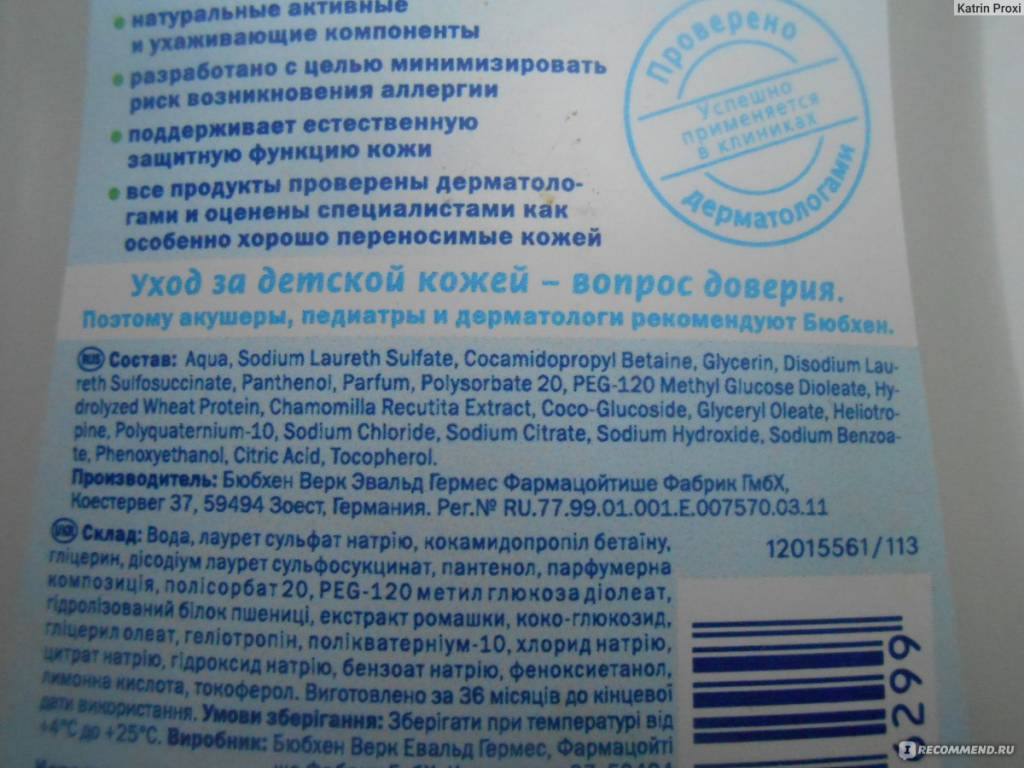 Katrin Proxi
натуральные активные
и ухаживающие компоненты
разработано с целью минимизировать
риск возникновения аллергии
поддерживает естественную
защитную функцию кожи
все продукты проверены дерматоло-
гами и оценены специалистами как
особенно хорошо переносимые кожей
Проверено
Успешно
применяется
в клиниках
дерматологами
Уход за детской кожей – вопрос доверия.
Поэтому акушеры, педиатры и дерматологи рекомендуют Бюбхен.
RUS Состав: Aqua, Sodium Laureth Sulfate, Cocamidopropyl Betaine, Glycerin, Disodium Lau-
reth Sulfosuccinate, Panthenol, Parfum, Polysorbate 20, PEG-120 Methyl Glucose Dioleate, Hy-
drolyzed Wheat Protein, Chamomilla Recutita Extract, Coco-Glucoside, Glyceryl Oleate, Heliotro-
pine, Polyquaternium-10, Sodium Chloride, Sodium Citrate, Sodium Hydroxide, Sodium Benzoa-
te, Phenoxyethanol, Citric Acid, Tocopherol.
Производитель: Бюбхен Верк Эвальд Гермес Фармацойтише Фабрик ГмбХ,
Коестервег 37, 59494 Зоест, Германия. Рег.№ RU.77.99.01.001.E.007570.03.11
UKR Склад: Вода, лаурет сульфат натрію, кокамидопропіл бетаїну,
гліцерин, дісодіум лаурет сульфосукцинат, пантенол, парфумерна
композиція, полісорбат 20, PEG-120 метил глюкоза діолеат,
гідролізований білок пшениці, екстракт ромашки, коко-глюкозид,
гліцерил олеат, геліотропін, полікватерніум-10, хлорид натрію,
цитрат натрію, гідроксид натрію, бензоат натрію, феноксиетанол,
лимонна кислота, токоферол. Виготовлено за 36 місяців до кінцевої
дати використання. Умови зберігання: Зберігати при температурі від
+4°C до +25°C. Виробник: Бюбхен Верк Евальд Гермес, Фармацойті
12015561/113
6299
IRECOMMEND.RU